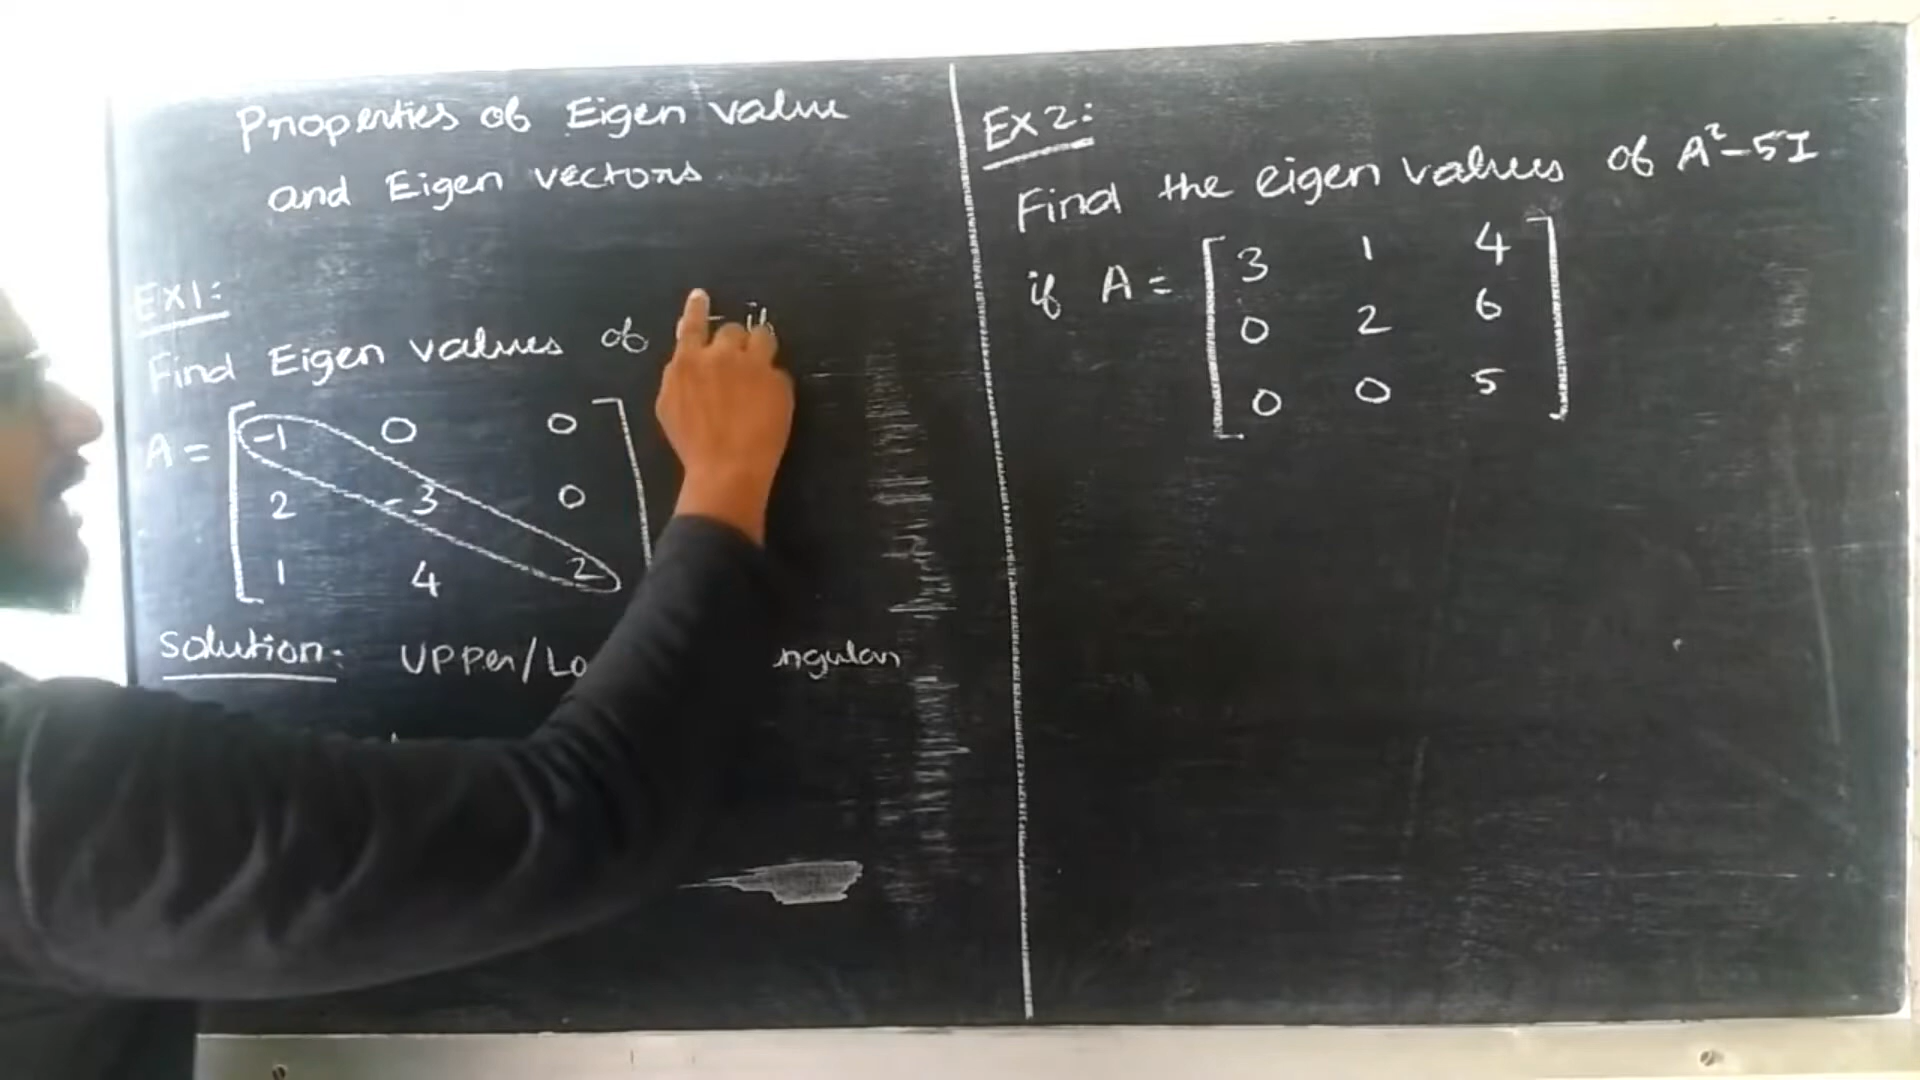 Properties of Eigen value
and Eigen vectors
EX1:
Find Eigen values of if
A = [ -1 0 0
2 -3 0
1 4 2 ]
Solution: Upper/Lo ngular
EX2:
Find the eigen values of A²-5I
if A = [ 3 1 4
0 2 6
0 0 5 ]